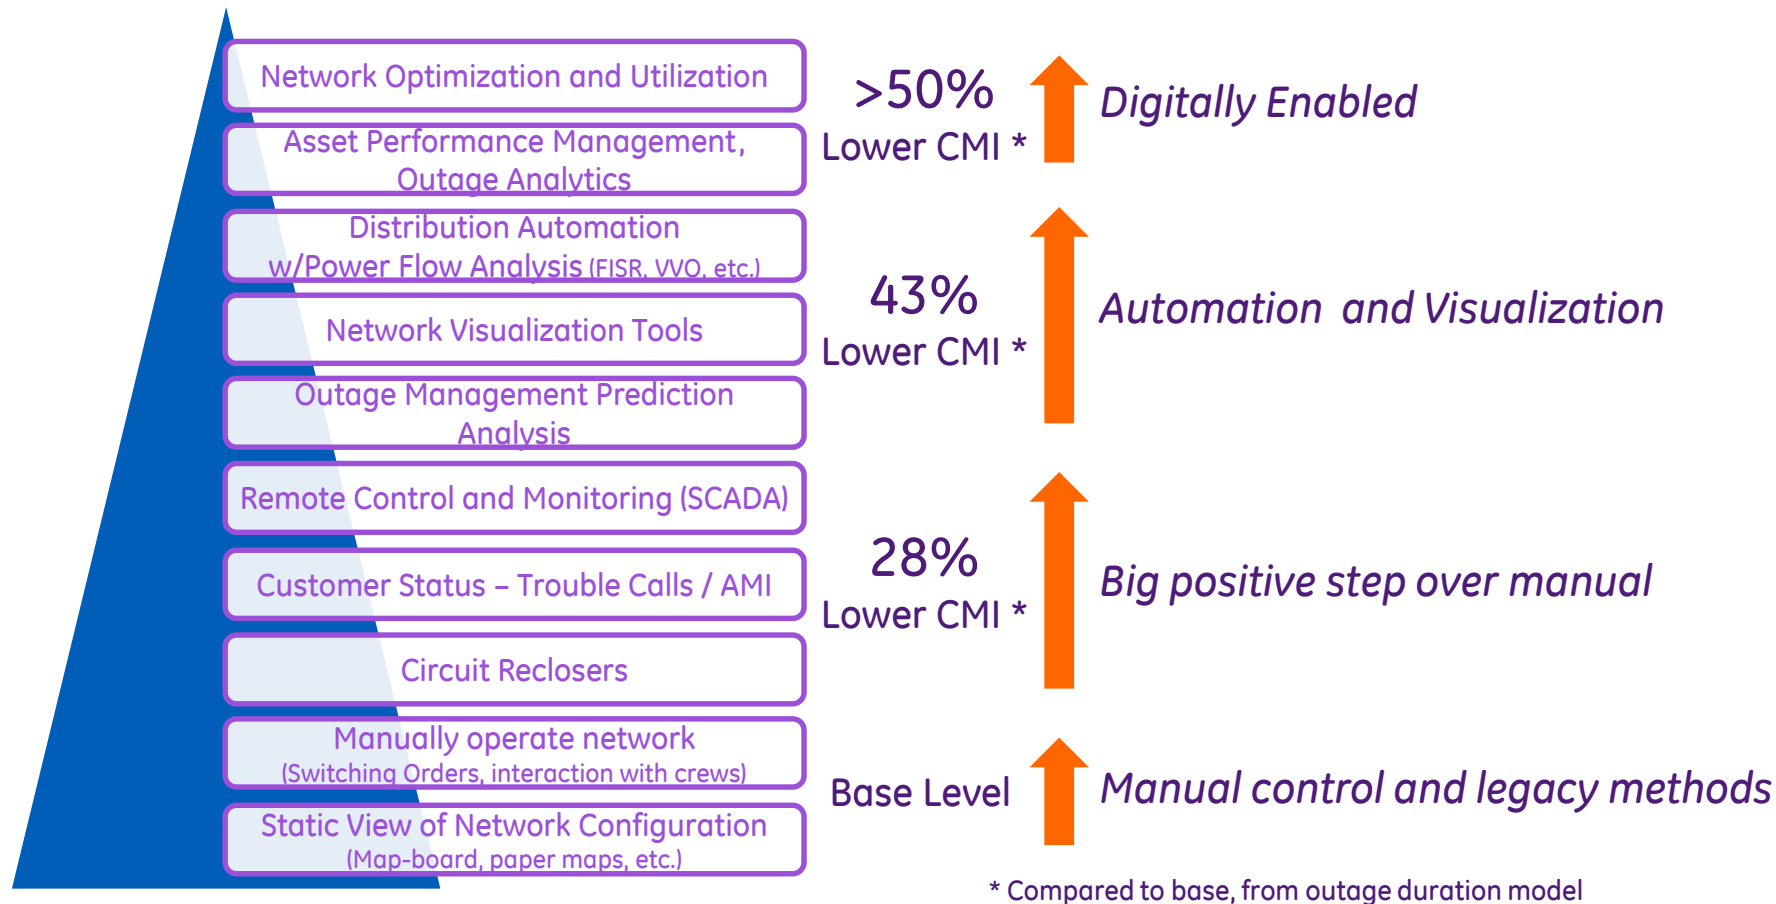 Network Optimization and Utilization
Asset Performance Management,
Outage Analytics
>50%
Lower CMI *
Digitally Enabled
Distribution Automation
w/Power Flow Analysis (FISR, VVO, etc.)
Network Visualization Tools
Outage Management Prediction
Analysis
43%
Lower CMI *
Automation and Visualization
Remote Control and Monitoring (SCADA)
Customer Status – Trouble Calls / AMI
Circuit Reclosers
28%
Lower CMI *
Big positive step over manual
Manually operate network
(Switching Orders, interaction with crews)
Static View of Network Configuration
(Map-board, paper maps, etc.)
Base Level
Manual control and legacy methods
* Compared to base, from outage duration model